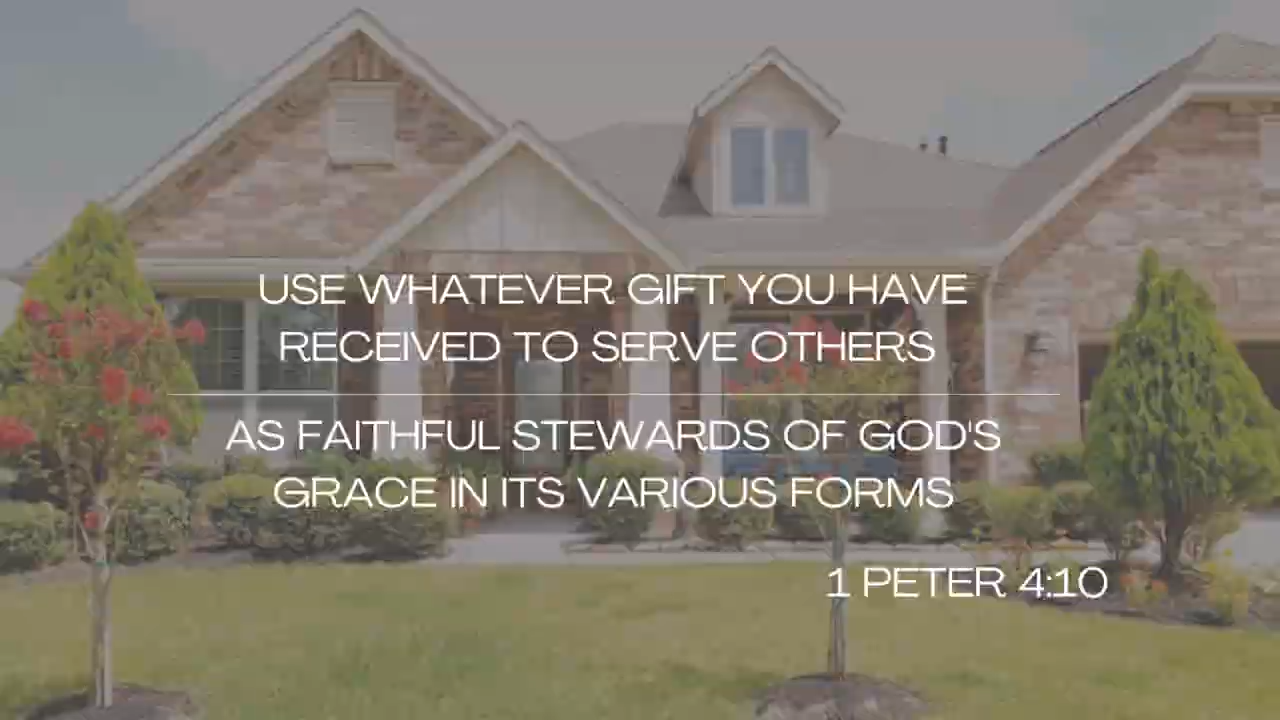 USE WHATEVER GIFT YOU HAVE
RECEIVED TO SERVE OTHERS
AS FAITHFUL STEWARDS OF GOD'S
GRACE IN ITS VARIOUS FORMS
1 PETER 4:10